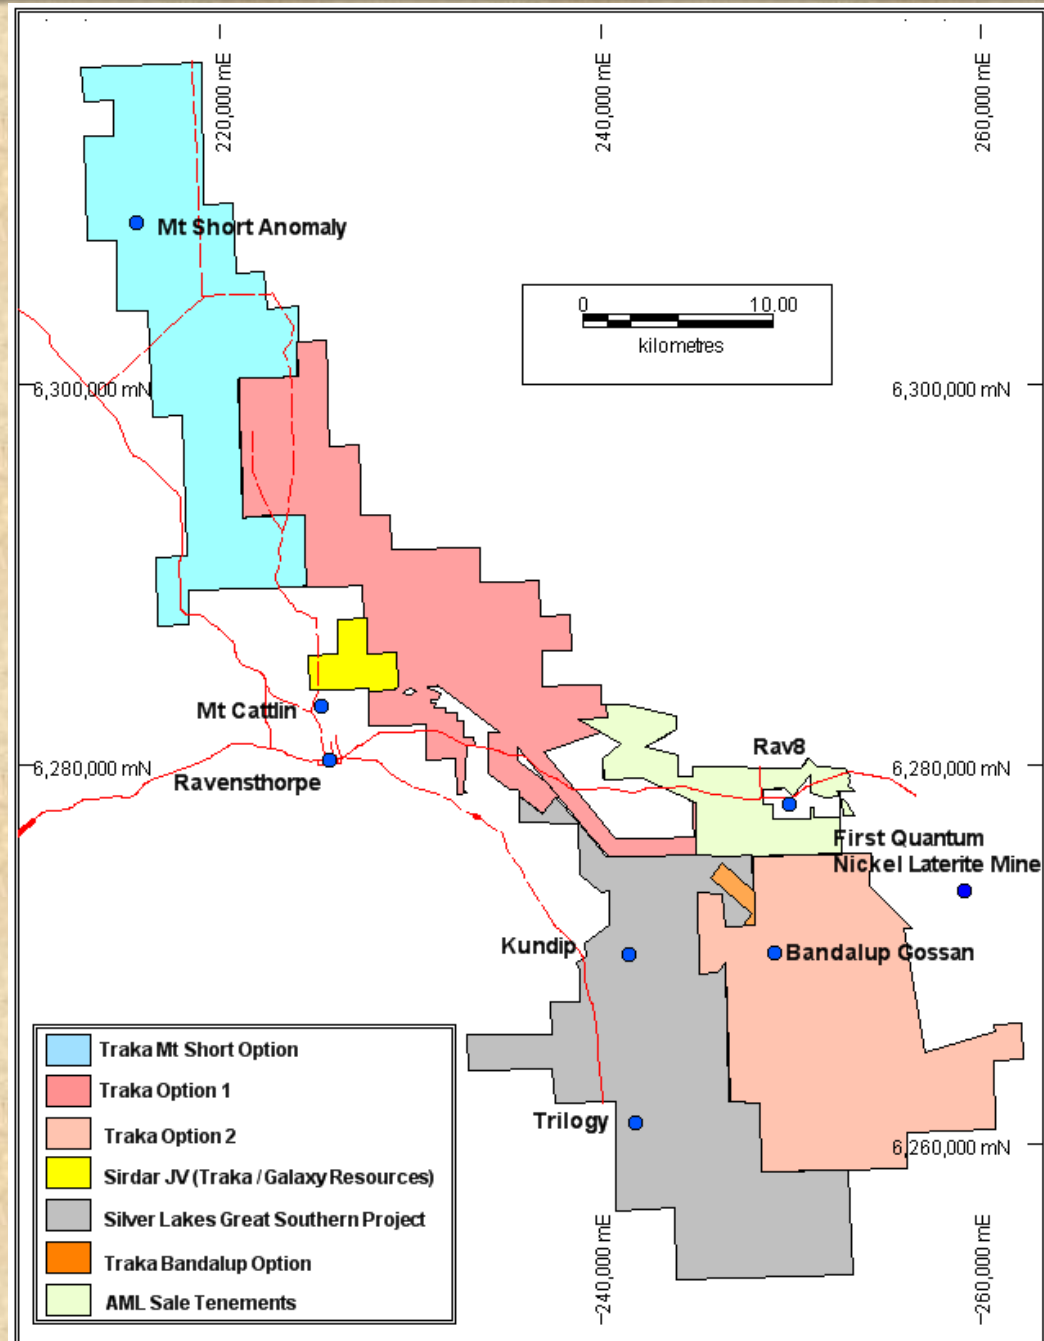 220,000 mE
240,000 mE
260,000 mE
Mt Short Anomaly
0 10.00
kilometres
6,300,000 mN
6,300,000 mN
Mt Cattlin
Rav8
6,280,000 mN
6,280,000 mN
Ravensthorpe
First Quantum
Nickel Laterite Mine
Kundip
Bandalup Gossan
Trilogy
6,260,000 mN
240,000 mE
260,000 mE
Traka Mt Short Option
Traka Option 1
Traka Option 2
Sirdar JV (Traka / Galaxy Resources)
Silver Lakes Great Southern Project
Traka Bandalup Option
AML Sale Tenements